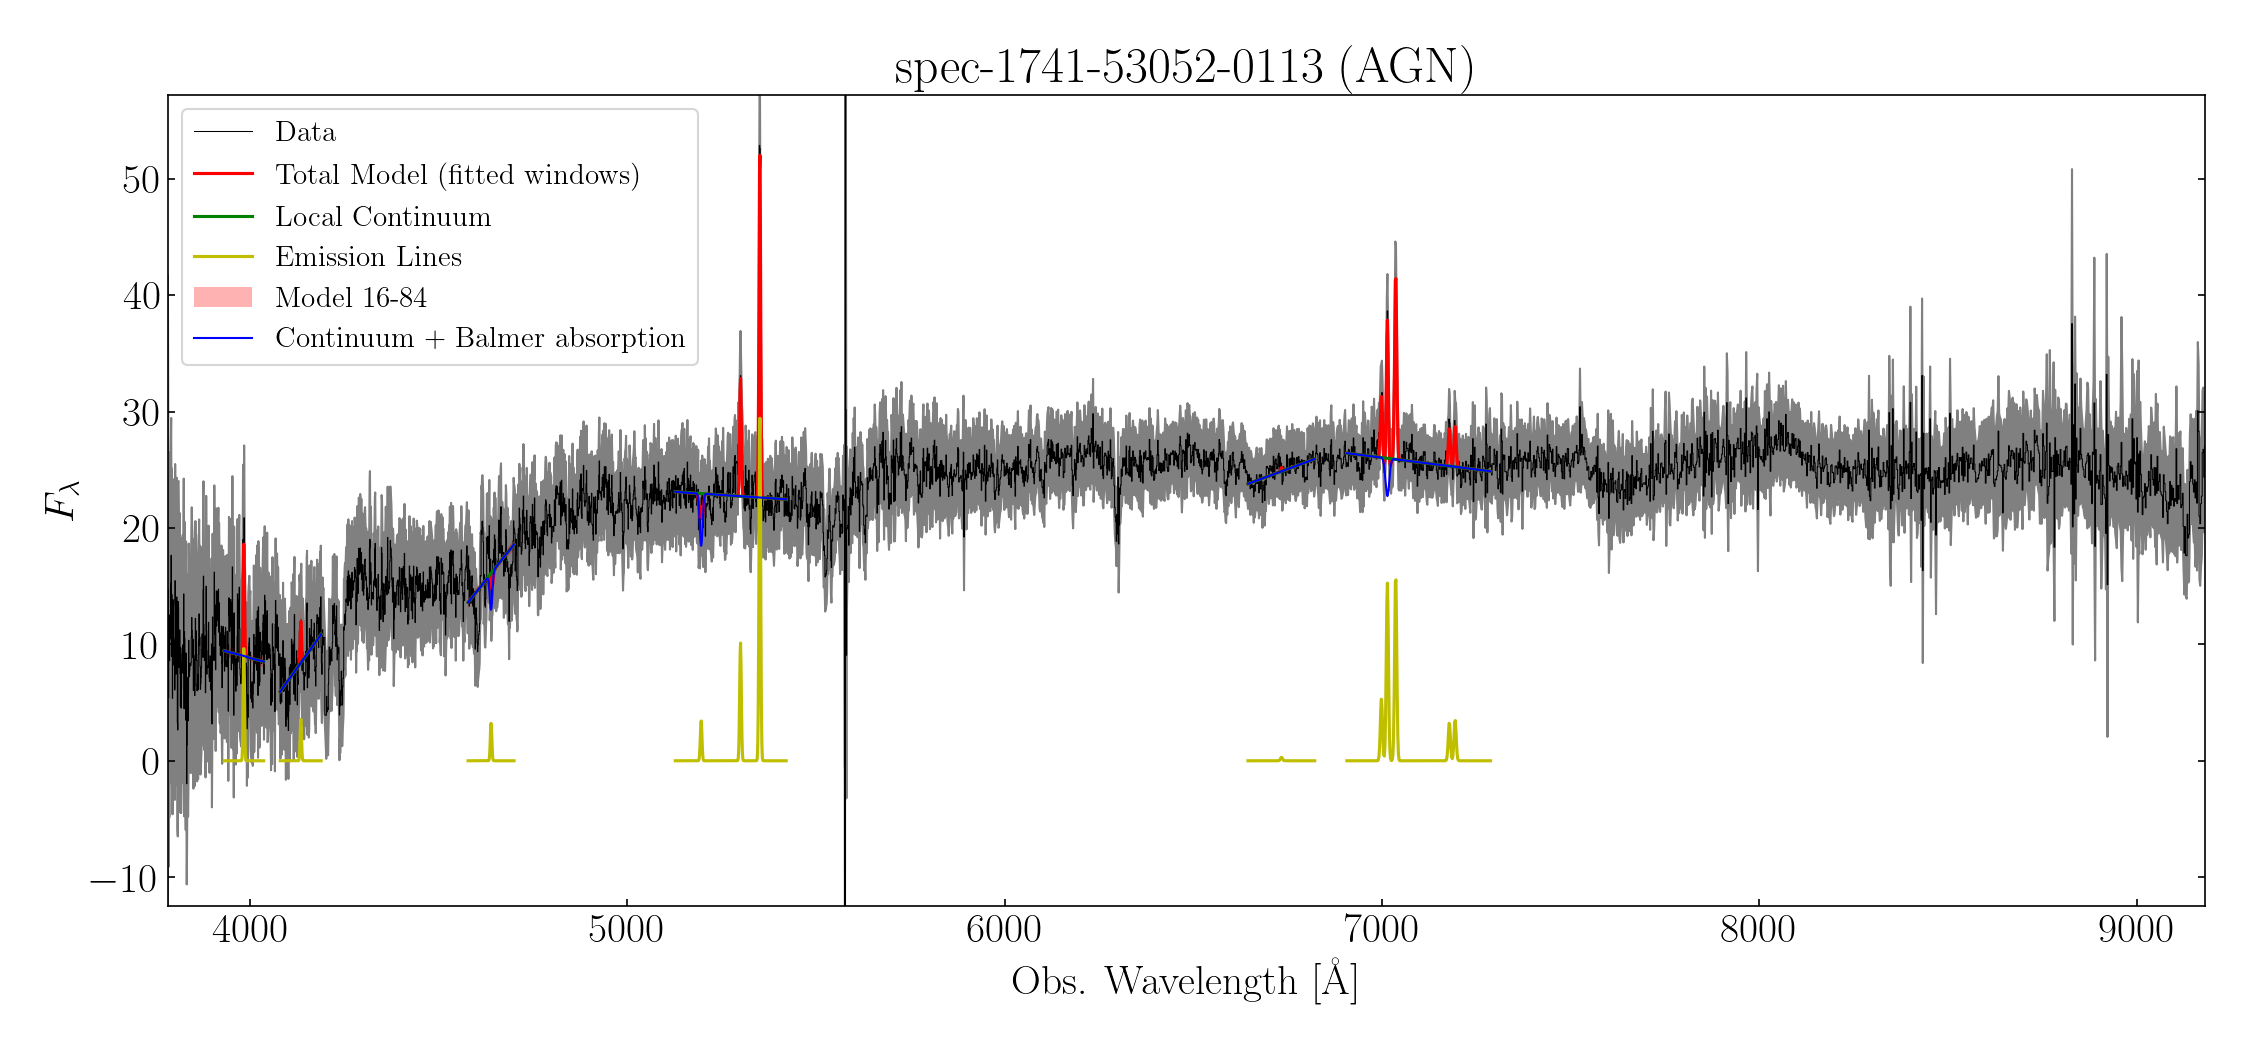 spec-1741-53052-0113 (AGN)
Data
Total Model (fitted windows)
Local Continuum
Emission Lines
Model 16-84
Continuum + Balmer absorption
50
40
30
20
10
0
−10
F_λ
4000 5000 6000 7000 8000 9000
Obs. Wavelength [Å]